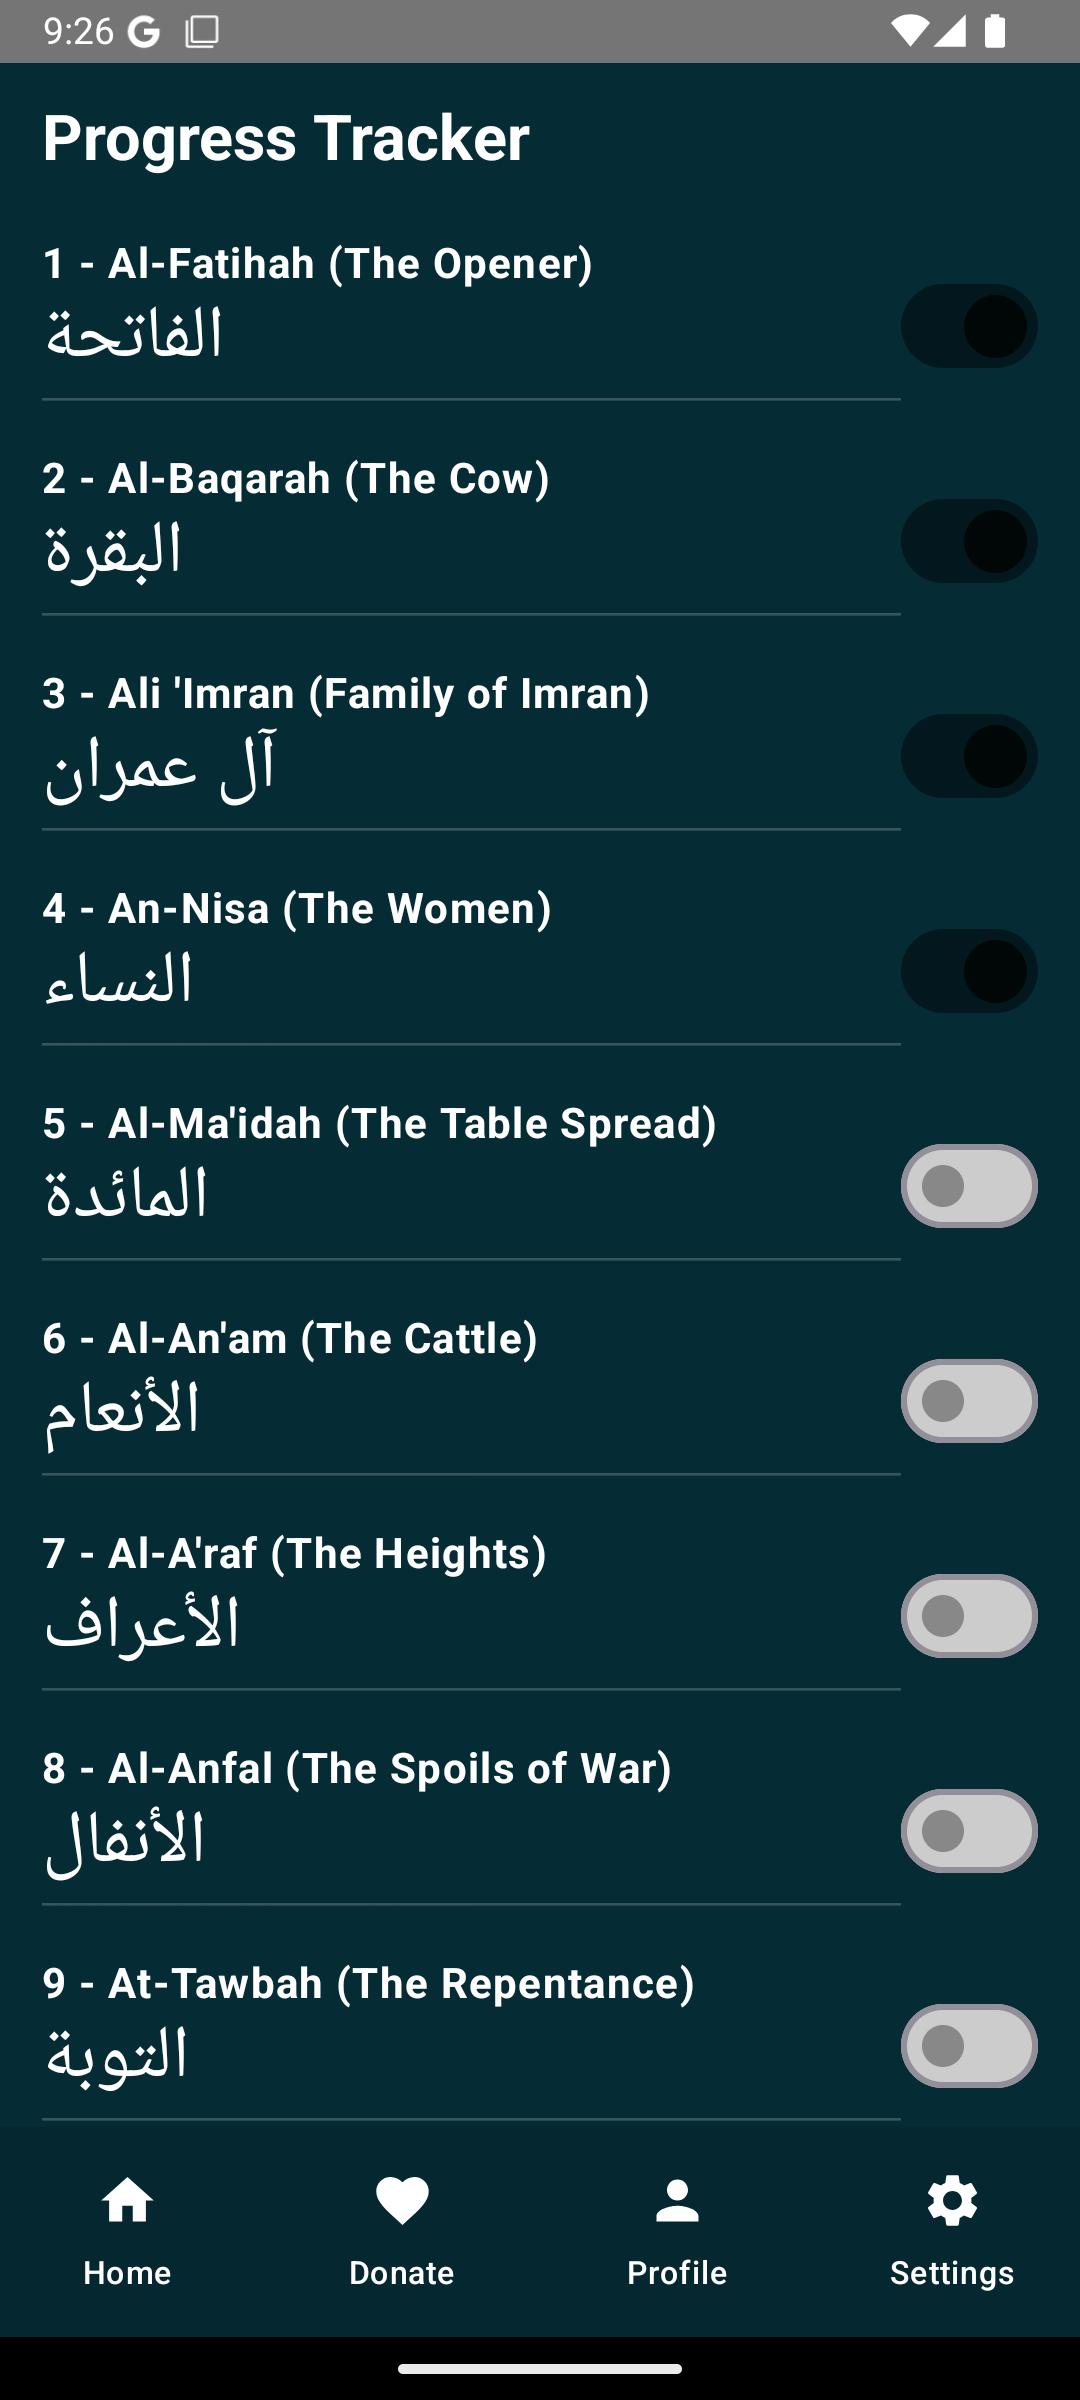 9:26
Progress Tracker
1 - Al-Fatihah (The Opener)
الفاتحة
2 - Al-Baqarah (The Cow)
البقرة
3 - Ali 'Imran (Family of Imran)
آل عمران
4 - An-Nisa (The Women)
النساء
5 - Al-Ma'idah (The Table Spread)
المائدة
6 - Al-An'am (The Cattle)
الأنعام
7 - Al-A'raf (The Heights)
الأعراف
8 - Al-Anfal (The Spoils of War)
الأنفال
9 - At-Tawbah (The Repentance)
التوبة
Home Donate Profile Settings